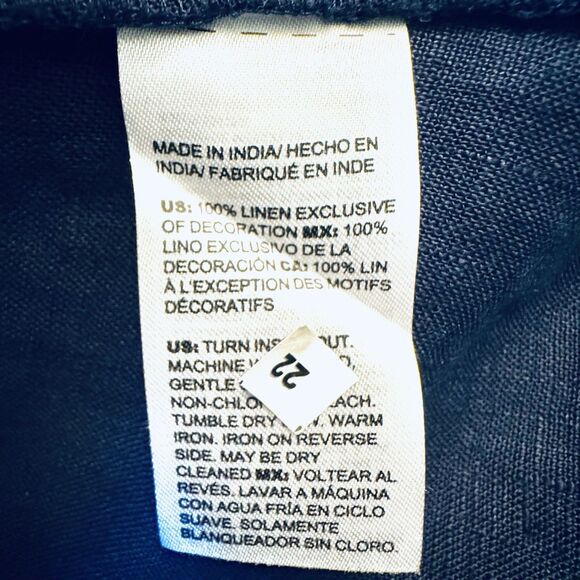 MADE IN INDIA/ HECHO EN
INDIA/ FABRIQUÉ EN INDE
US: 100% LINEN EXCLUSIVE
OF DECORATION MX: 100%
LINO EXCLUSIVO DE LA
DECORACIÓN CA: 100% LIN
À L'EXCEPTION DES MOTIFS
DÉCORATIFS
US: TURN OUT.
MACHINE
GENTLE
22
TUMBLE DRY WARM
IRON. IRON ON REVERSE
SIDE. MAY BE DRY
CLEANED MX: VOLTEAR AL
REVÉS. LAVAR A MÁQUINA
CON AGUA FRÍA EN CICLO
SUAVE. SOLAMENTE
BLANQUEADOR SIN CLORO.